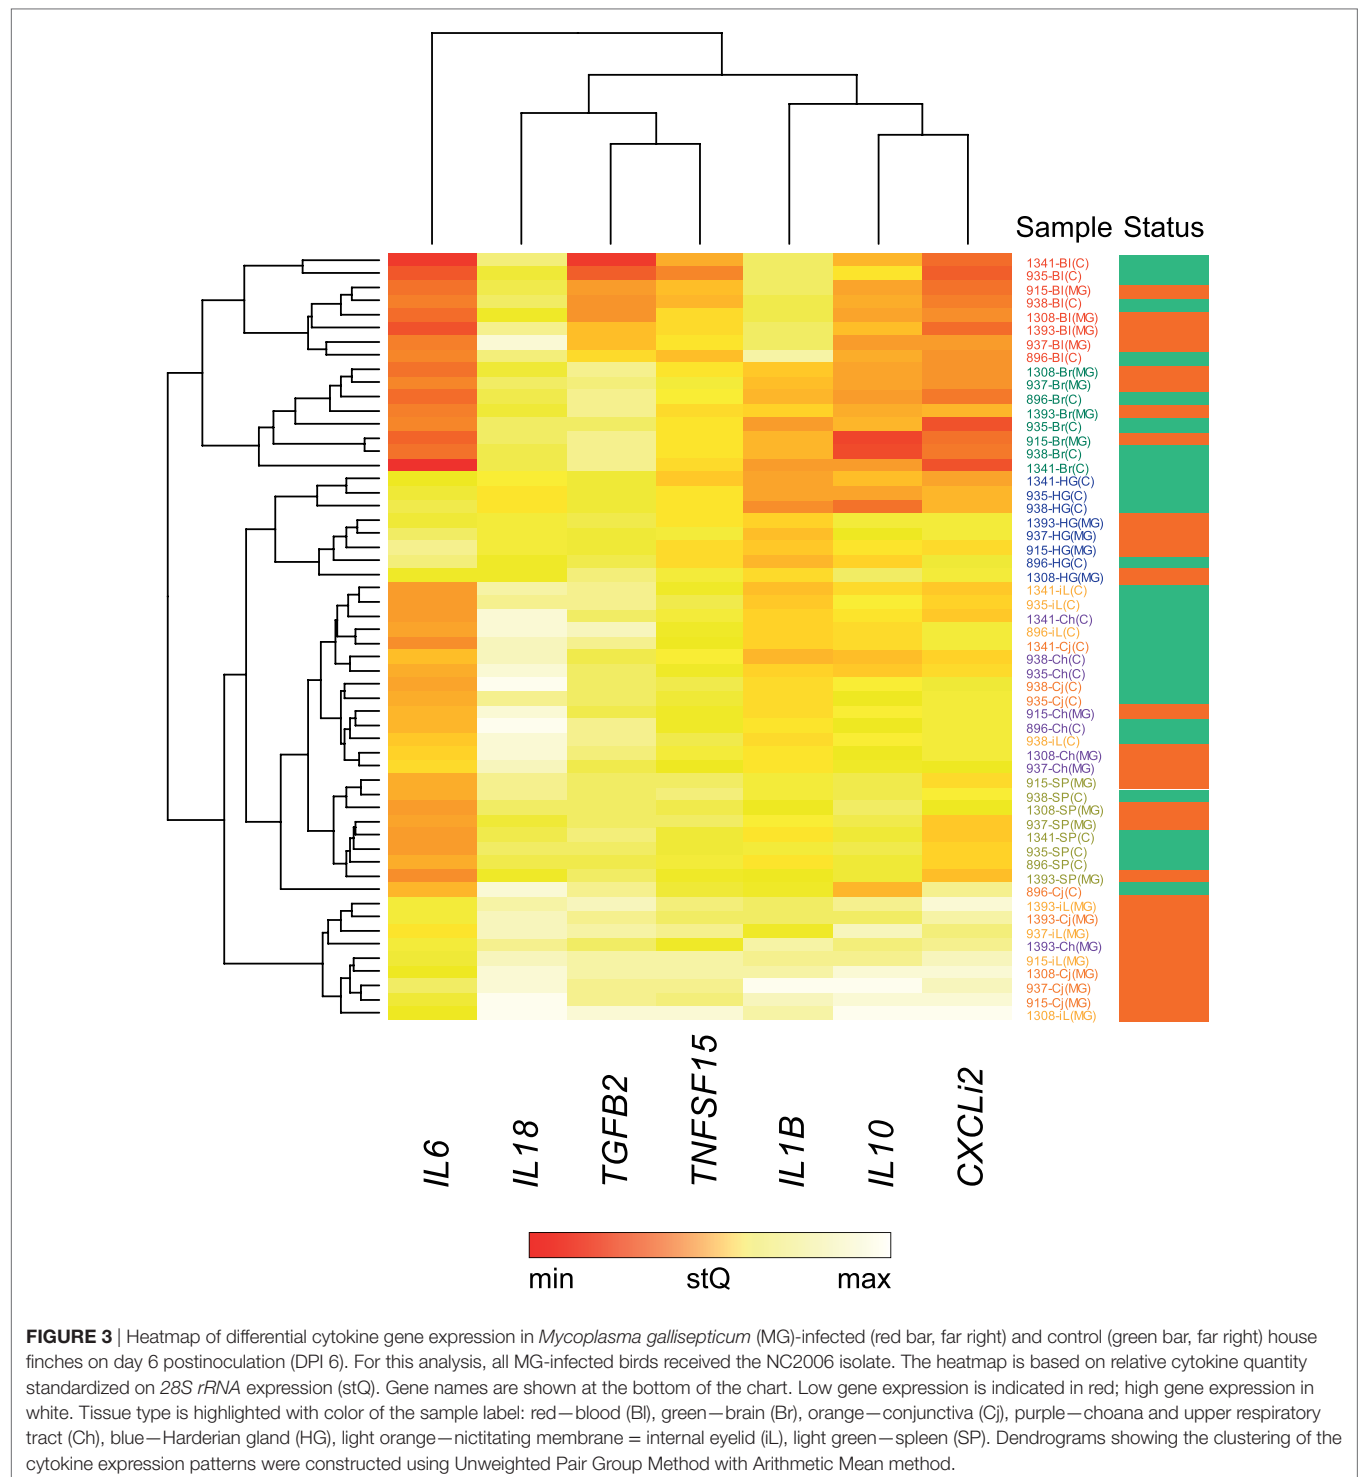 Sample Status
1341-Bl(C)
935-Bl(C)
915-Bl(MG)
938-Bl(C)
1308-Bl(MG)
1393-Bl(MG)
937-Bl(MG)
896-Bl(C)
1308-Br(MG)
937-Br(MG)
896-Br(C)
1393-Br(MG)
935-Br(C)
915-Br(MG)
938-Br(C)
1341-Br(C)
1341-HG(C)
935-HG(C)
938-HG(C)
1393-HG(MG)
937-HG(MG)
915-HG(MG)
896-HG(C)
1308-HG(MG)
1341-iL(C)
935-iL(C)
1341-Ch(C)
896-iL(C)
1341-Cj(C)
938-Ch(C)
935-Ch(C)
938-Cj(C)
935-Cj(C)
915-Ch(MG)
896-Ch(C)
938-iL(C)
1308-Ch(MG)
937-Ch(MG)
915-SP(MG)
938-SP(C)
1308-SP(MG)
937-SP(MG)
1341-SP(C)
935-SP(C)
896-SP(C)
1393-SP(MG)
896-Cj(C)
1393-iL(MG)
1393-Cj(MG)
937-iL(MG)
1393-Ch(MG)
915-iL(MG)
1308-Cj(MG)
937-Cj(MG)
915-Cj(MG)
1308-iL(MG)
IL6
IL18
TGFB2
TNFSF15
IL1B
IL10
CXCLi2
min stQ max
FIGURE 3 | Heatmap of differential cytokine gene expression in Mycoplasma gallisepticum (MG)-infected (red bar, far right) and control (green bar, far right) house
finches on day 6 postinoculation (DPI 6). For this analysis, all MG-infected birds received the NC2006 isolate. The heatmap is based on relative cytokine quantity
standardized on 28S rRNA expression (stQ). Gene names are shown at the bottom of the chart. Low gene expression is indicated in red; high gene expression in
white. Tissue type is highlighted with color of the sample label: red—blood (Bl), green—brain (Br), orange—conjunctiva (Cj), purple—choana and upper respiratory
tract (Ch), blue—Harderian gland (HG), light orange—nictitating membrane = internal eyelid (iL), light green—spleen (SP). Dendrograms showing the clustering of the
cytokine expression patterns were constructed using Unweighted Pair Group Method with Arithmetic Mean method.